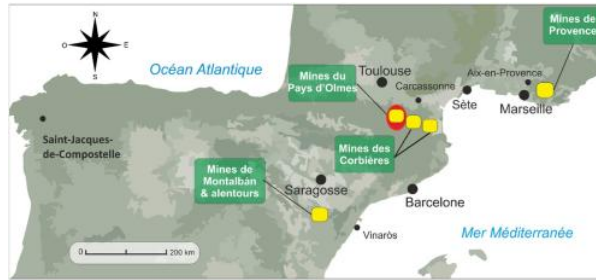 N
O
E
S
Océan Atlantique
Mines de
Provence
Toulouse
Aix-en-Provence
Mines du
Pays d'Olmes
Carcassonne
Sète
Marseille
Saint-Jacques-
de-Compostelle
Mines des
Corbières
Mines de
Montalbán
& alentours
Saragosse
Barcelone
Vinaròs
Mer Méditerranée
0
200 km